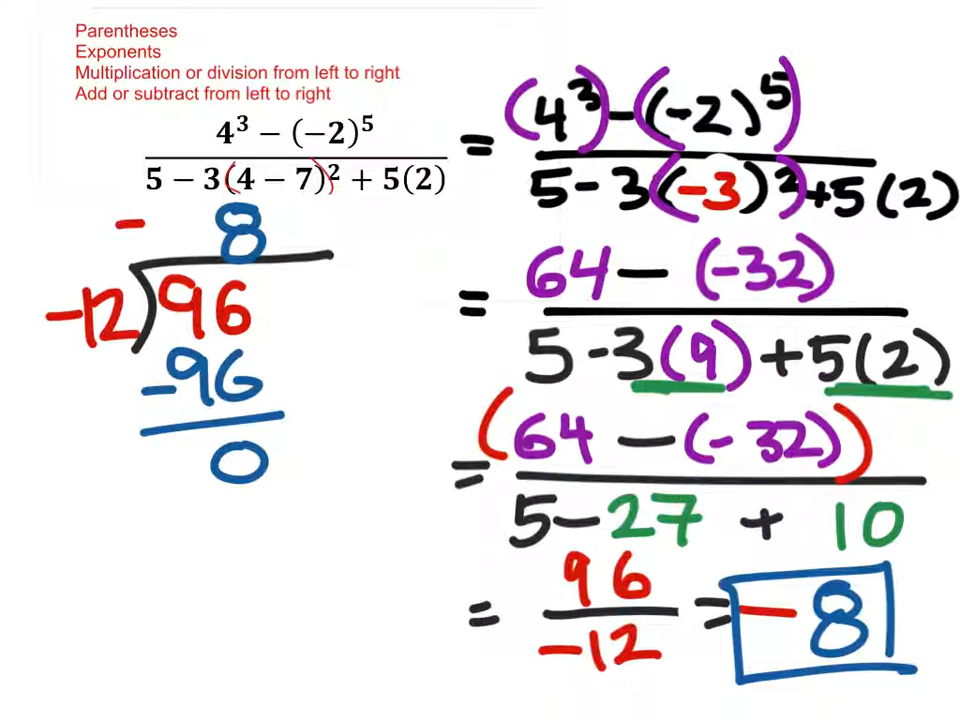 Parentheses
Exponents
Multiplication or division from left to right
Add or subtract from left to right
4³ − (−2)⁵
5 − 3(4 − 7)² + 5(2)
= (4³) - ((-2)⁵)
5 - 3((-3)²) + 5(2)
= 64 - (-32)
5 - 3(9) + 5(2)
= (64 - (-32))
5 - 27 + 10
= 96
-12
= -8
- 8
-12 96
-96
0